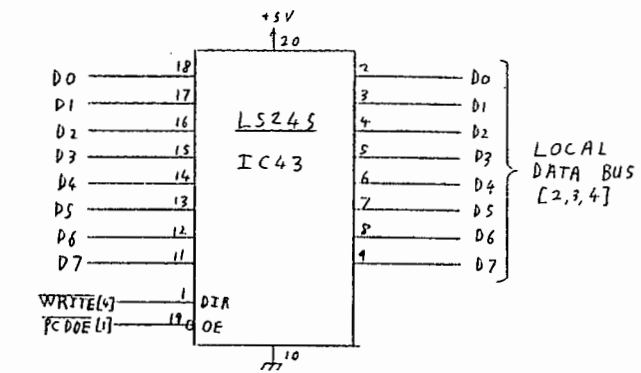 +5V
20
D0 18 2 D0
D1 17 3 D1
D2 16 LS245 4 D2
D3 15 IC43 5 D3 LOCAL
D4 14 6 D4 DATA BUS
D5 13 7 D5 [2,3,4]
D6 12 8 D6
D7 11 9 D7
WRITE[4] 1 DIR
PCDOE[1] 19 OE
10